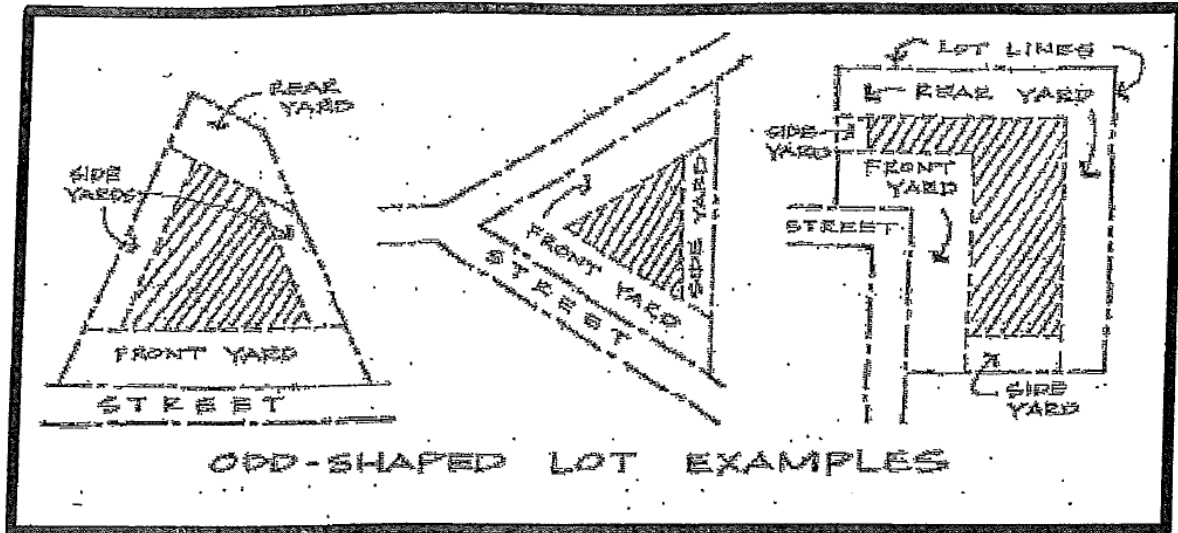 REAR
YARD
SIDE
YARDS
FRONT YARD
STREET
FRONT
YARD
STREET
SIDE YARD
LOT LINES
REAR YARD
SIDE
YARD
FRONT
YARD
STREET
SIDE
YARD
ODD-SHAPED LOT EXAMPLES